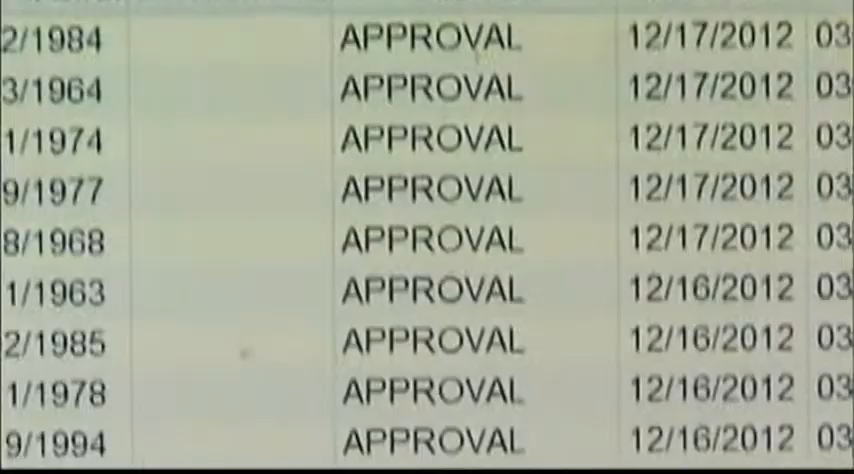 2/1984 APPROVAL 12/17/2012 03
3/1964 APPROVAL 12/17/2012 03
1/1974 APPROVAL 12/17/2012 03
9/1977 APPROVAL 12/17/2012 03
8/1968 APPROVAL 12/17/2012 03
1/1963 APPROVAL 12/16/2012 03
2/1985 APPROVAL 12/16/2012 03
1/1978 APPROVAL 12/16/2012 03
9/1994 APPROVAL 12/16/2012 03